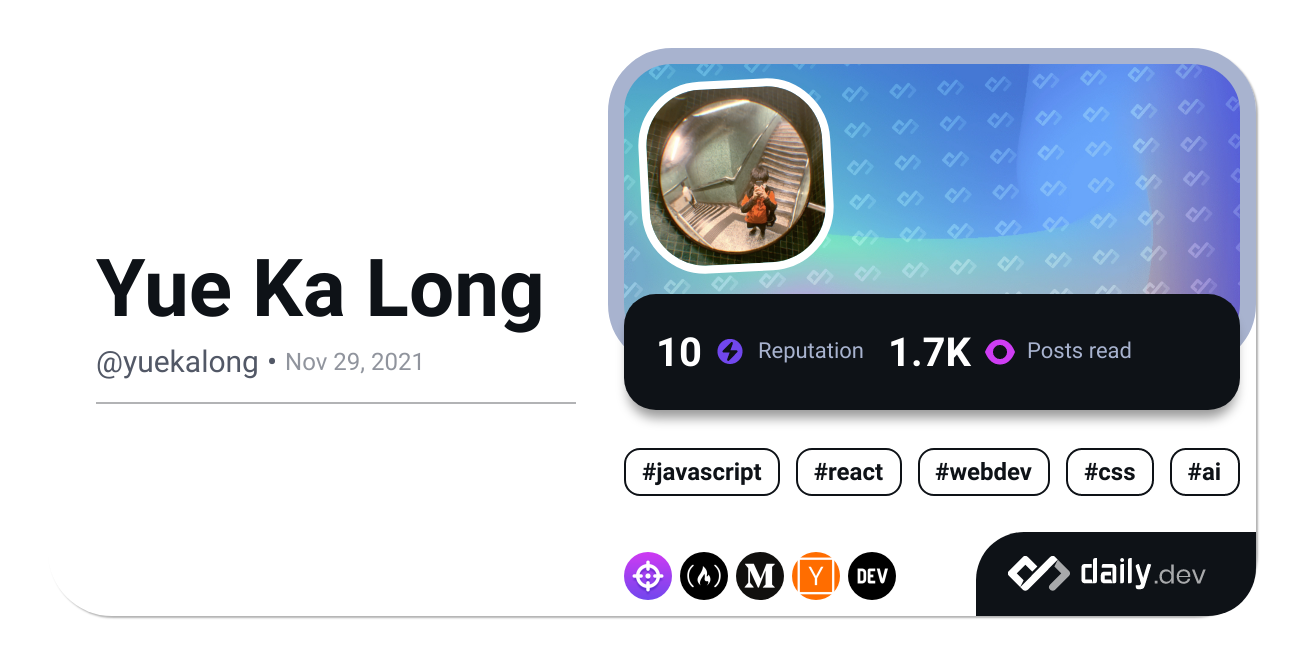 Yue Ka Long
@yuekalong • Nov 29, 2021
10 Reputation 1.7K Posts read
#javascript #react #webdev #css #ai
M Y DEV
daily.dev